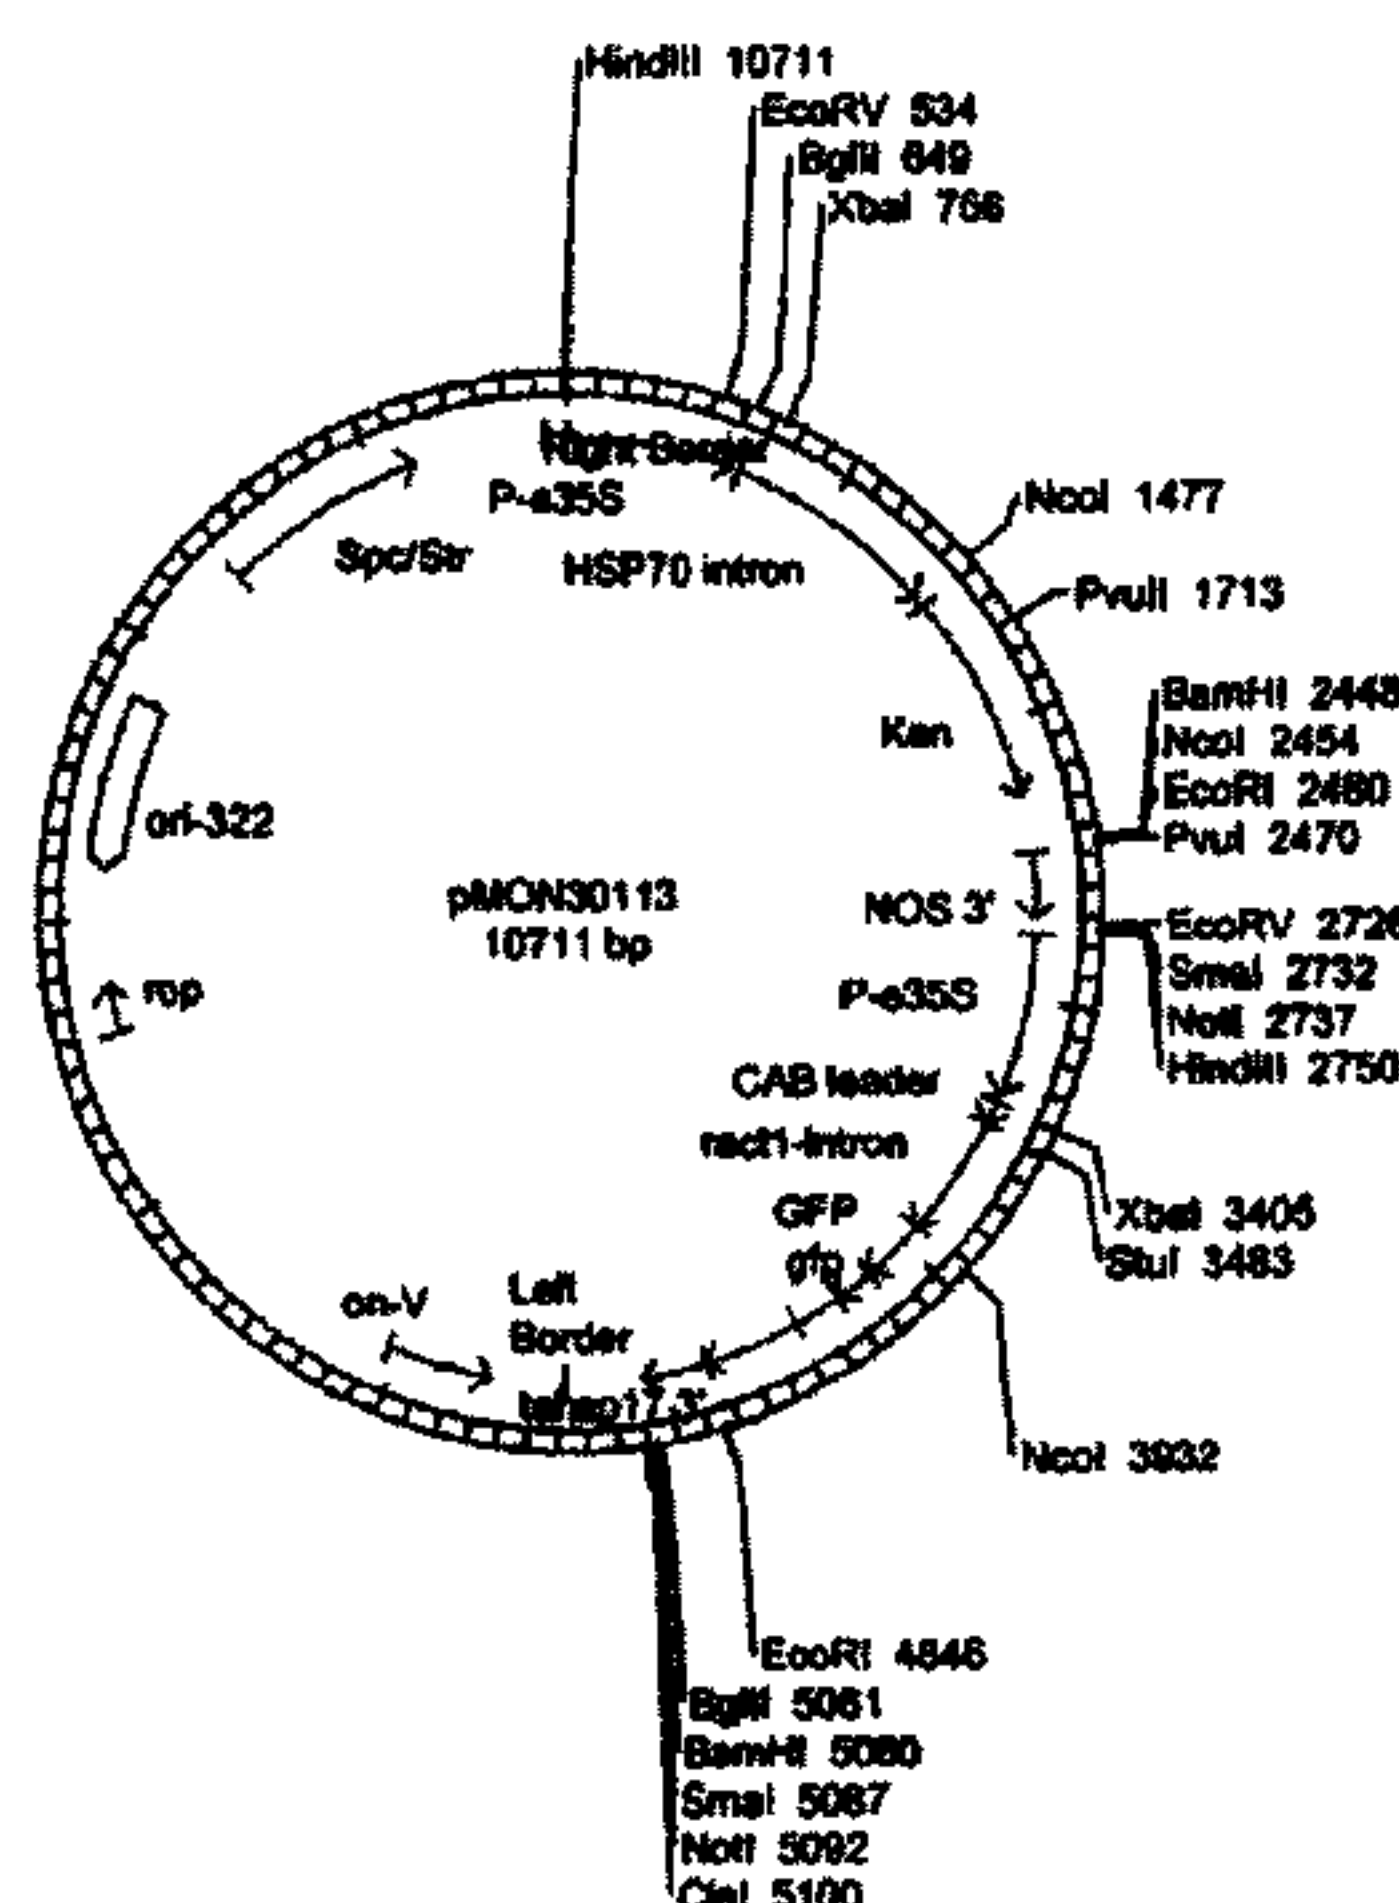 HindIII 10711
EcoRV 534
BglII 649
XbaI 766
Right Border
P-e35S
Spc/Str
HSP70 intron
NcoI 1477
PvuII 1713
Kan
BamHI 2448
NcoI 2454
EcoRI 2460
PvuI 2470
ori-322
pMON30113
10711 bp
NOS 3'
EcoRV 2726
SmaI 2732
NotI 2737
HindIII 2750
P-e35S
rop
CAB leader
ract1-intron
XbaI 3405
StuI 3483
GFP
gfp
ori-V
Left
Border
NcoI 3932
EcoRI 4846
BglII 5061
BamHI 5080
SmaI 5087
NotI 5092
ClaI 5100